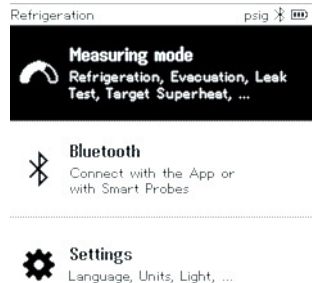 Refrigeration psig
Measuring mode
Refrigeration, Evacuation, Leak
Test, Target Superheat, ...
Bluetooth
Connect with the App or
with Smart Probes
Settings
Language, Units, Light, ...